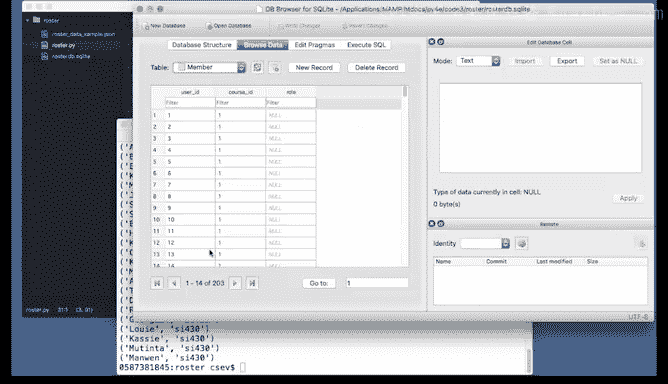 DB Browser for SQLite - /Applications/MAMP/htdocs/py4e/code3/roster/rosterdb.sqlite
New Database Open Database Write Changes Revert Changes
roster
roster_data_sample.json
roster.py
rosterdb.sqlite
Database Structure Browse Data Edit Pragmas Execute SQL
Table: Member New Record Delete Record
user_id course_id role
Filter Filter Filter
1 1 1 NULL
2 2 1 NULL
3 3 1 NULL
4 4 1 NULL
5 5 1 NULL
6 6 1 NULL
7 7 1 NULL
8 8 1 NULL
9 9 1 NULL
10 10 1 NULL
11 11 1 NULL
12 12 1 NULL
13 13 1 NULL
14 14 1 NULL
1 - 14 of 203 Go to: 1
Edit Database Cell
Mode: Text Import Export Set as NULL
Type of data currently in cell: NULL
0 byte(s)
Apply
Remote
Identity
Name Commit Last modified Size
UTF-8
roster.py 31:1
('Louie', 'si430')
('Kassie', 'si430')
('Mutinta', 'si430')
('Manwen', 'si430')
0587381845:roster csev$